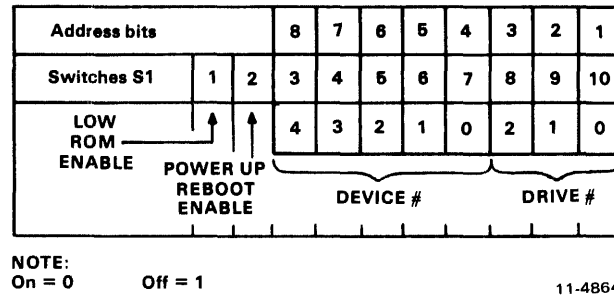 Address bits 8 7 6 5 4 3 2 1
Switches S1 1 2 3 4 5 6 7 8 9 10
4 3 2 1 0 2 1 0
LOW
ROM
ENABLE
POWER UP
REBOOT
ENABLE
DEVICE #
DRIVE #
NOTE:
On = 0 Off = 1
11-4864